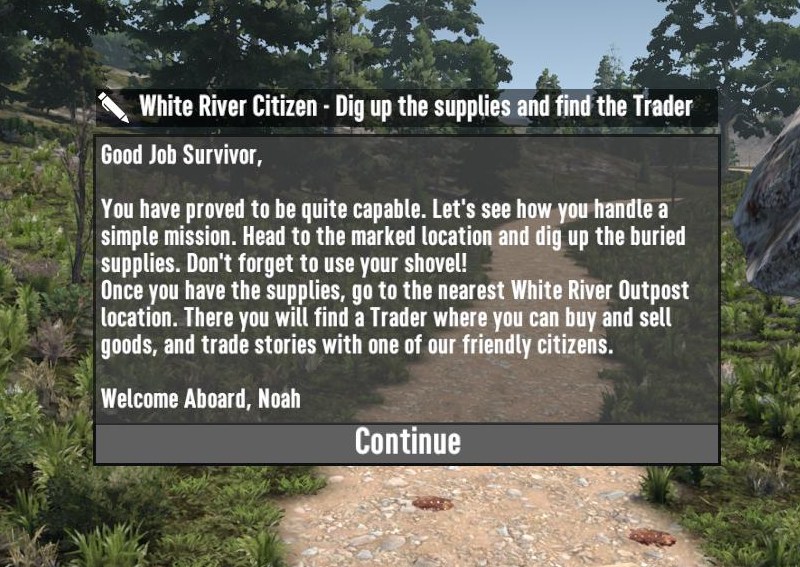 White River Citizen - Dig up the supplies and find the Trader
Good Job Survivor,
You have proved to be quite capable. Let's see how you handle a
simple mission. Head to the marked location and dig up the buried
supplies. Don't forget to use your shovel!
Once you have the supplies, go to the nearest White River Outpost
location. There you will find a Trader where you can buy and sell
goods, and trade stories with one of our friendly citizens.
Welcome Aboard, Noah
Continue